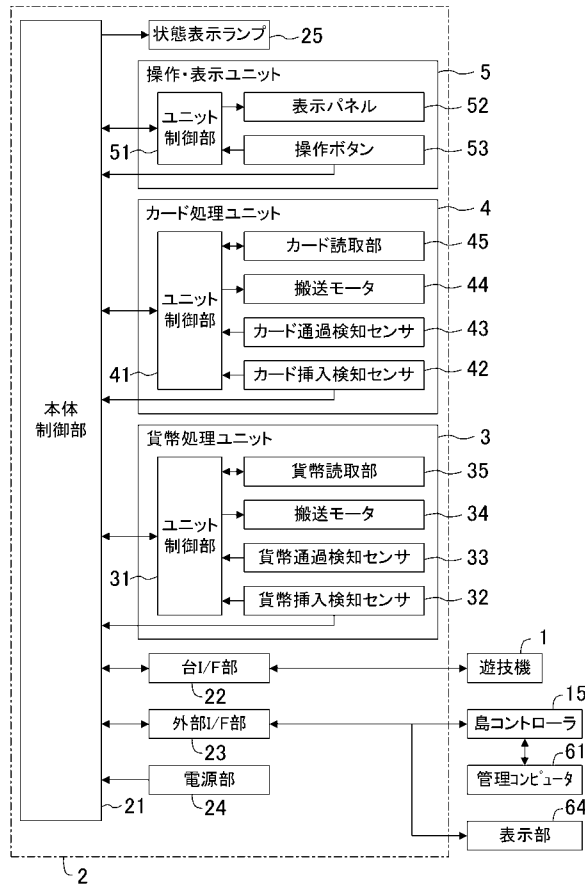 状態表示ランプ
25
操作・表示ユニット
5
ユニット
制御部
51
表示パネル
52
操作ボタン
53
カード処理ユニット
4
ユニット
制御部
41
カード読取部
45
搬送モータ
44
カード通過検知センサ
43
カード挿入検知センサ
42
本体
制御部
貨幣処理ユニット
3
ユニット
制御部
31
貨幣読取部
35
搬送モータ
34
貨幣通過検知センサ
33
貨幣挿入検知センサ
32
台I/F部
22
遊技機
1
外部I/F部
23
島コントローラ
15
電源部
24
管理コンピュータ
61
表示部
64
21
2